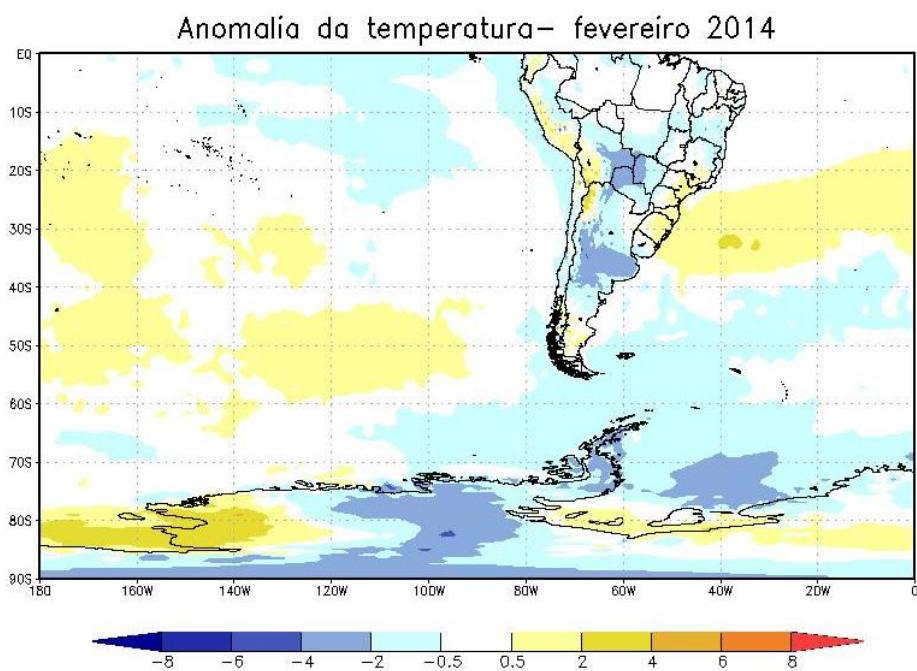 Anomalia da temperatura- fevereiro 2014
EQ
10S
20S
30S
40S
50S
60S
70S
80S
90S
180 160W 140W 120W 100W 80W 60W 40W 20W 0
-8 -6 -4 -2 -0.5 0.5 2 4 6 8